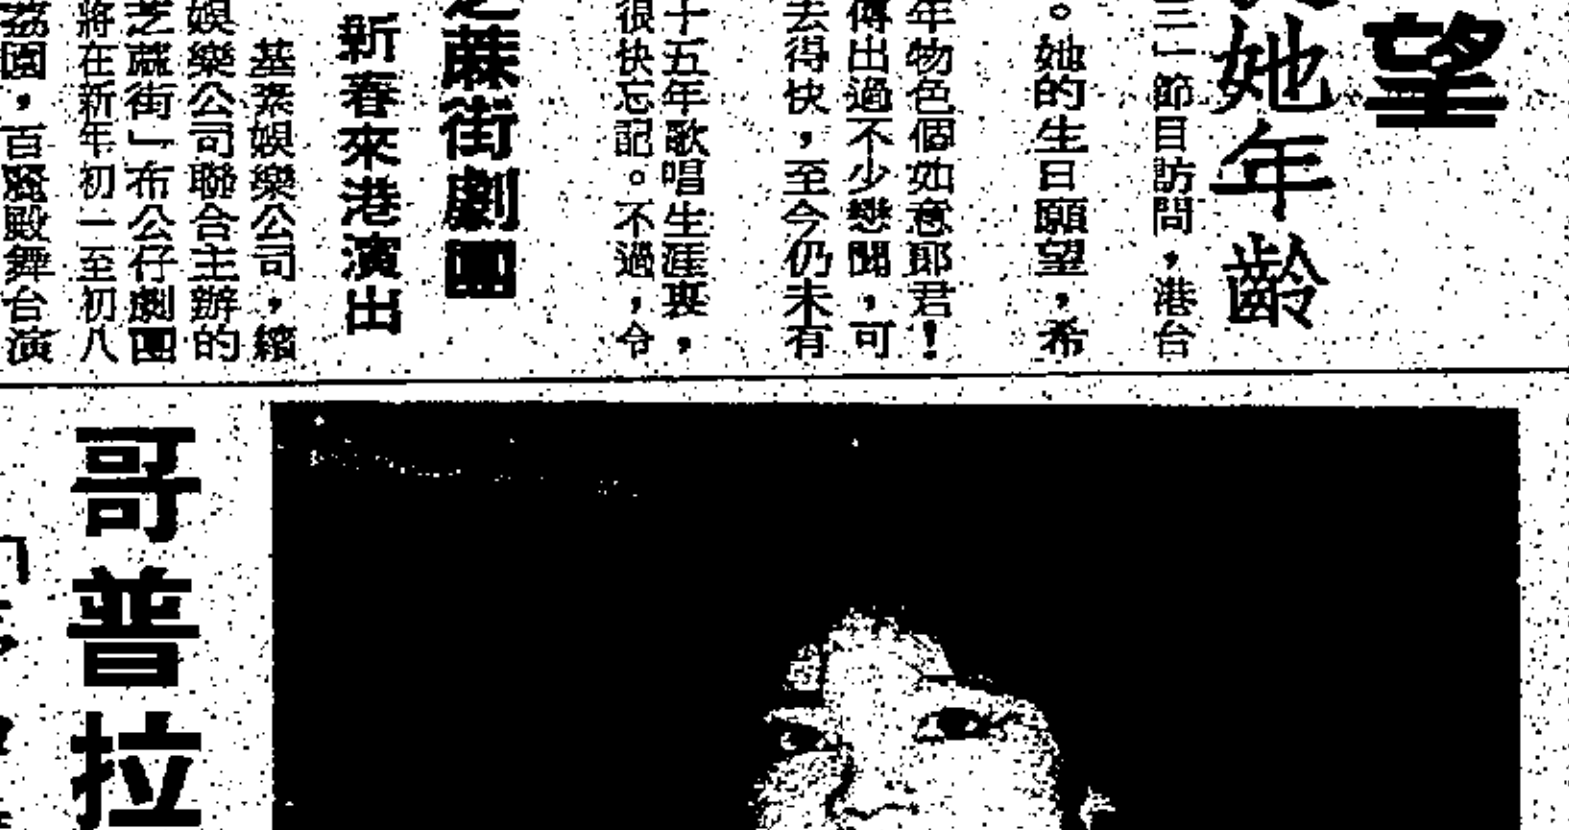 望
她年齡
三」節目訪問，港台
。她的生日願望，希
年物色個如意郎君！
傳出過不少戀聞，可
去得快，至今仍未有
十五年歌唱生涯裏，
很快忘記。不過，令
芝蔴街劇團
新春來港演出
基素娛樂公司，繽
娛樂公司聯合主辦的
芝蔴街」布公仔劇團
將在新年初一至初八
荔園，百醫殿舞台演
哥普拉
「